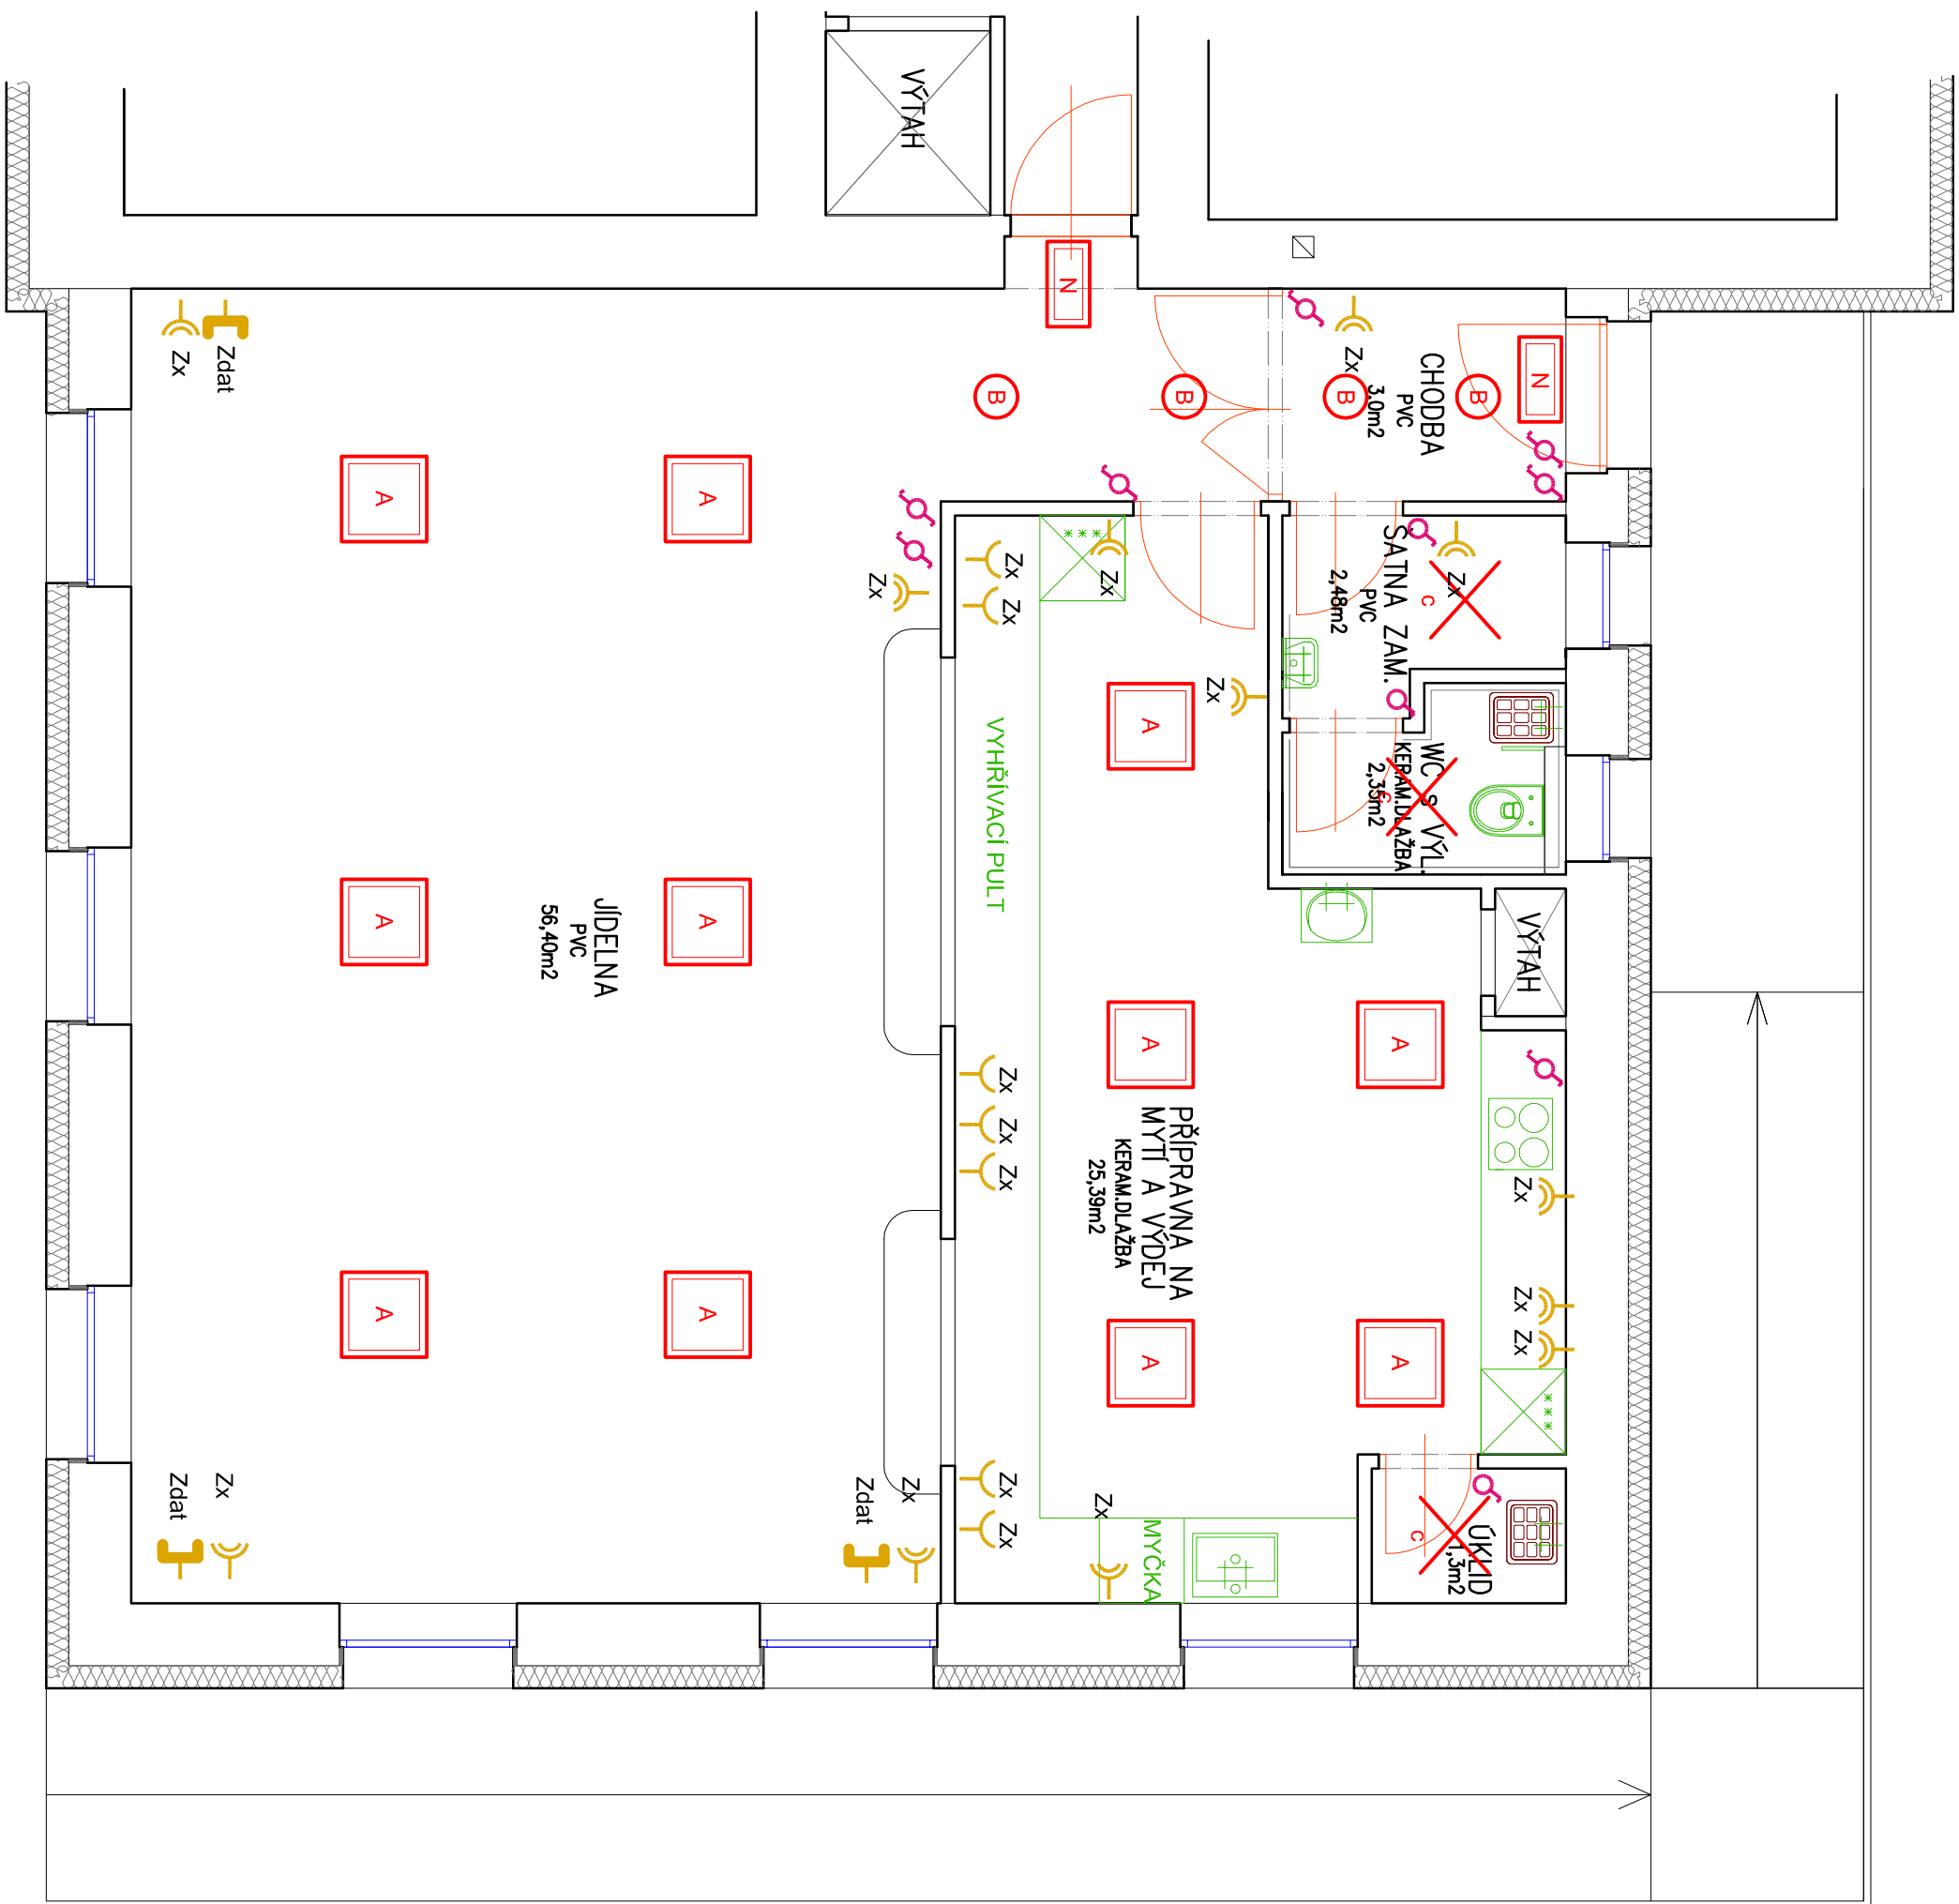 VÝTAH
N
Zx
Zdat
B
B
B
B
Zx
CHODBA
PVC
3,0m2
N
A
A
Zx
Zx
Zx
Zx
ŠATNA ZAM.
PVC
2,48m2
Zx
c
Zx
A
VYHŘÍVACÍ PULT
WC S VÝL.
KERAM.DLAŽBA
2,35m2
c
A
A
JÍDELNA
PVC
56,40m2
VÝTAH
A
A
Zx
Zx
Zx
PŘÍPRAVNA NA
MYTÍ A VÝDEJ
KERAM.DLAŽBA
25,39m2
Zx
Zx
Zx
A
A
A
A
Zdat
Zx
Zdat
Zx
Zx
Zx
Zx
MYČKA
c
ÚKLID
1,3m2